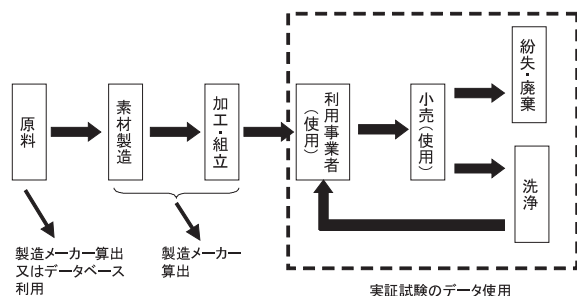 原料
素材製造
加工・組立
利用事業者
(使用)
小売(使用)
紛失・廃棄
洗浄
製造メーカー算出
又はデータベース
利用
製造メーカー
算出
実証試験のデータ使用